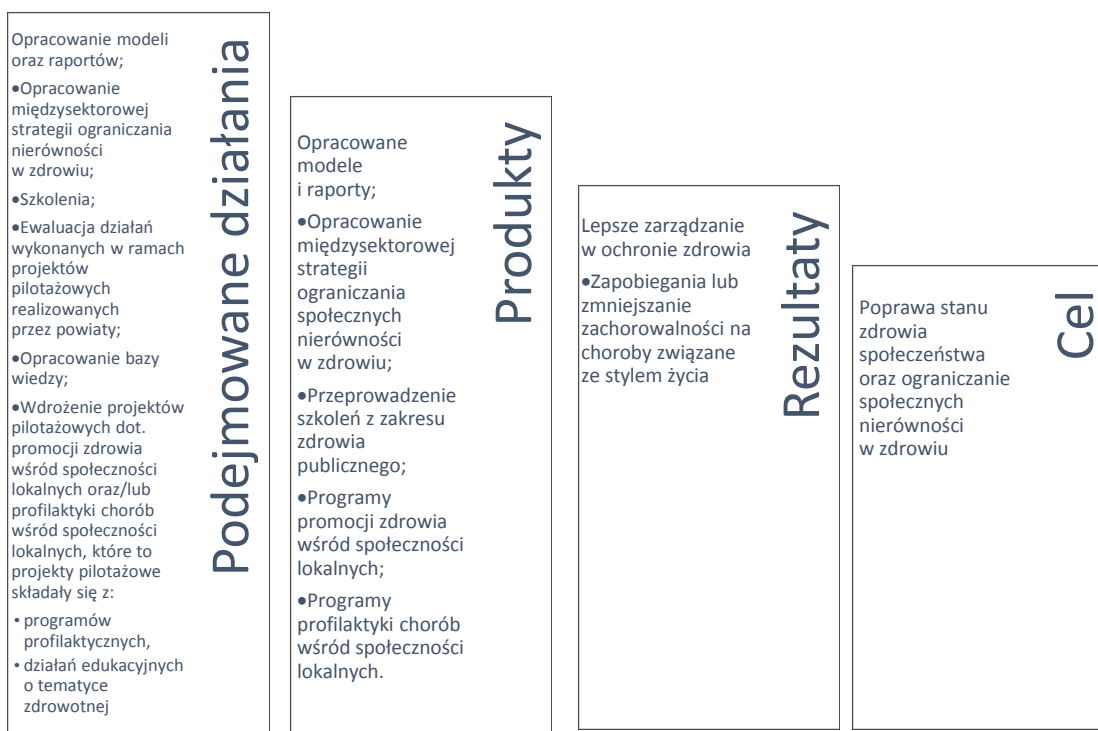 Podejmowane działania
Opracowanie modeli
oraz raportów;
•Opracowanie
międzysektorowej
strategii ograniczania
nierówności
w zdrowiu;
•Szkolenia;
•Ewaluacja działań
wykonanych w ramach
projektów
pilotażowych
realizowanych
przez powiaty;
•Opracowanie bazy
wiedzy;
•Wdrożenie projektów
pilotażowych dot.
promocji zdrowia
wśród społeczności
lokalnych oraz/lub
profilaktyki chorób
wśród społeczności
lokalnych, które to
projekty pilotażowe
składały się z:
• programów
profilaktycznych,
• działań edukacyjnych
o tematyce
zdrowotnej
Produkty
Opracowane
modele
i raporty;
•Opracowanie
międzysektorowej
strategii
ograniczania
społecznych
nierówności
w zdrowiu;
•Przeprowadzenie
szkoleń z zakresu
zdrowia
publicznego;
•Programy
promocji zdrowia
wśród społeczności
lokalnych;
•Programy
profilaktyki chorób
wśród społeczności
lokalnych.
Rezultaty
Lepsze zarządzanie
w ochronie zdrowia
•Zapobiegania lub
zmniejszanie
zachorowalności na
choroby związane
ze stylem życia
Cel
Poprawa stanu
zdrowia
społeczeństwa
oraz ograniczanie
społecznych
nierówności
w zdrowiu